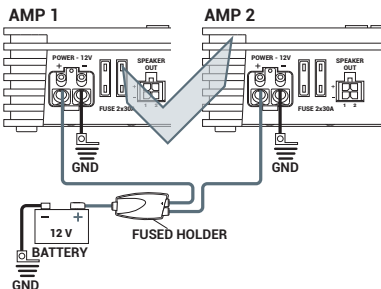 AMP 1
AMP 2
POWER - 12V
+ -
SPEAKER
OUT
+
-
1 2
FUSE 2x30A
POWER - 12V
+ -
SPEAKER
OUT
+
-
1 2
FUSE 2x30A
GND
GND
- +
12 V
BATTERY
FUSED HOLDER
GND